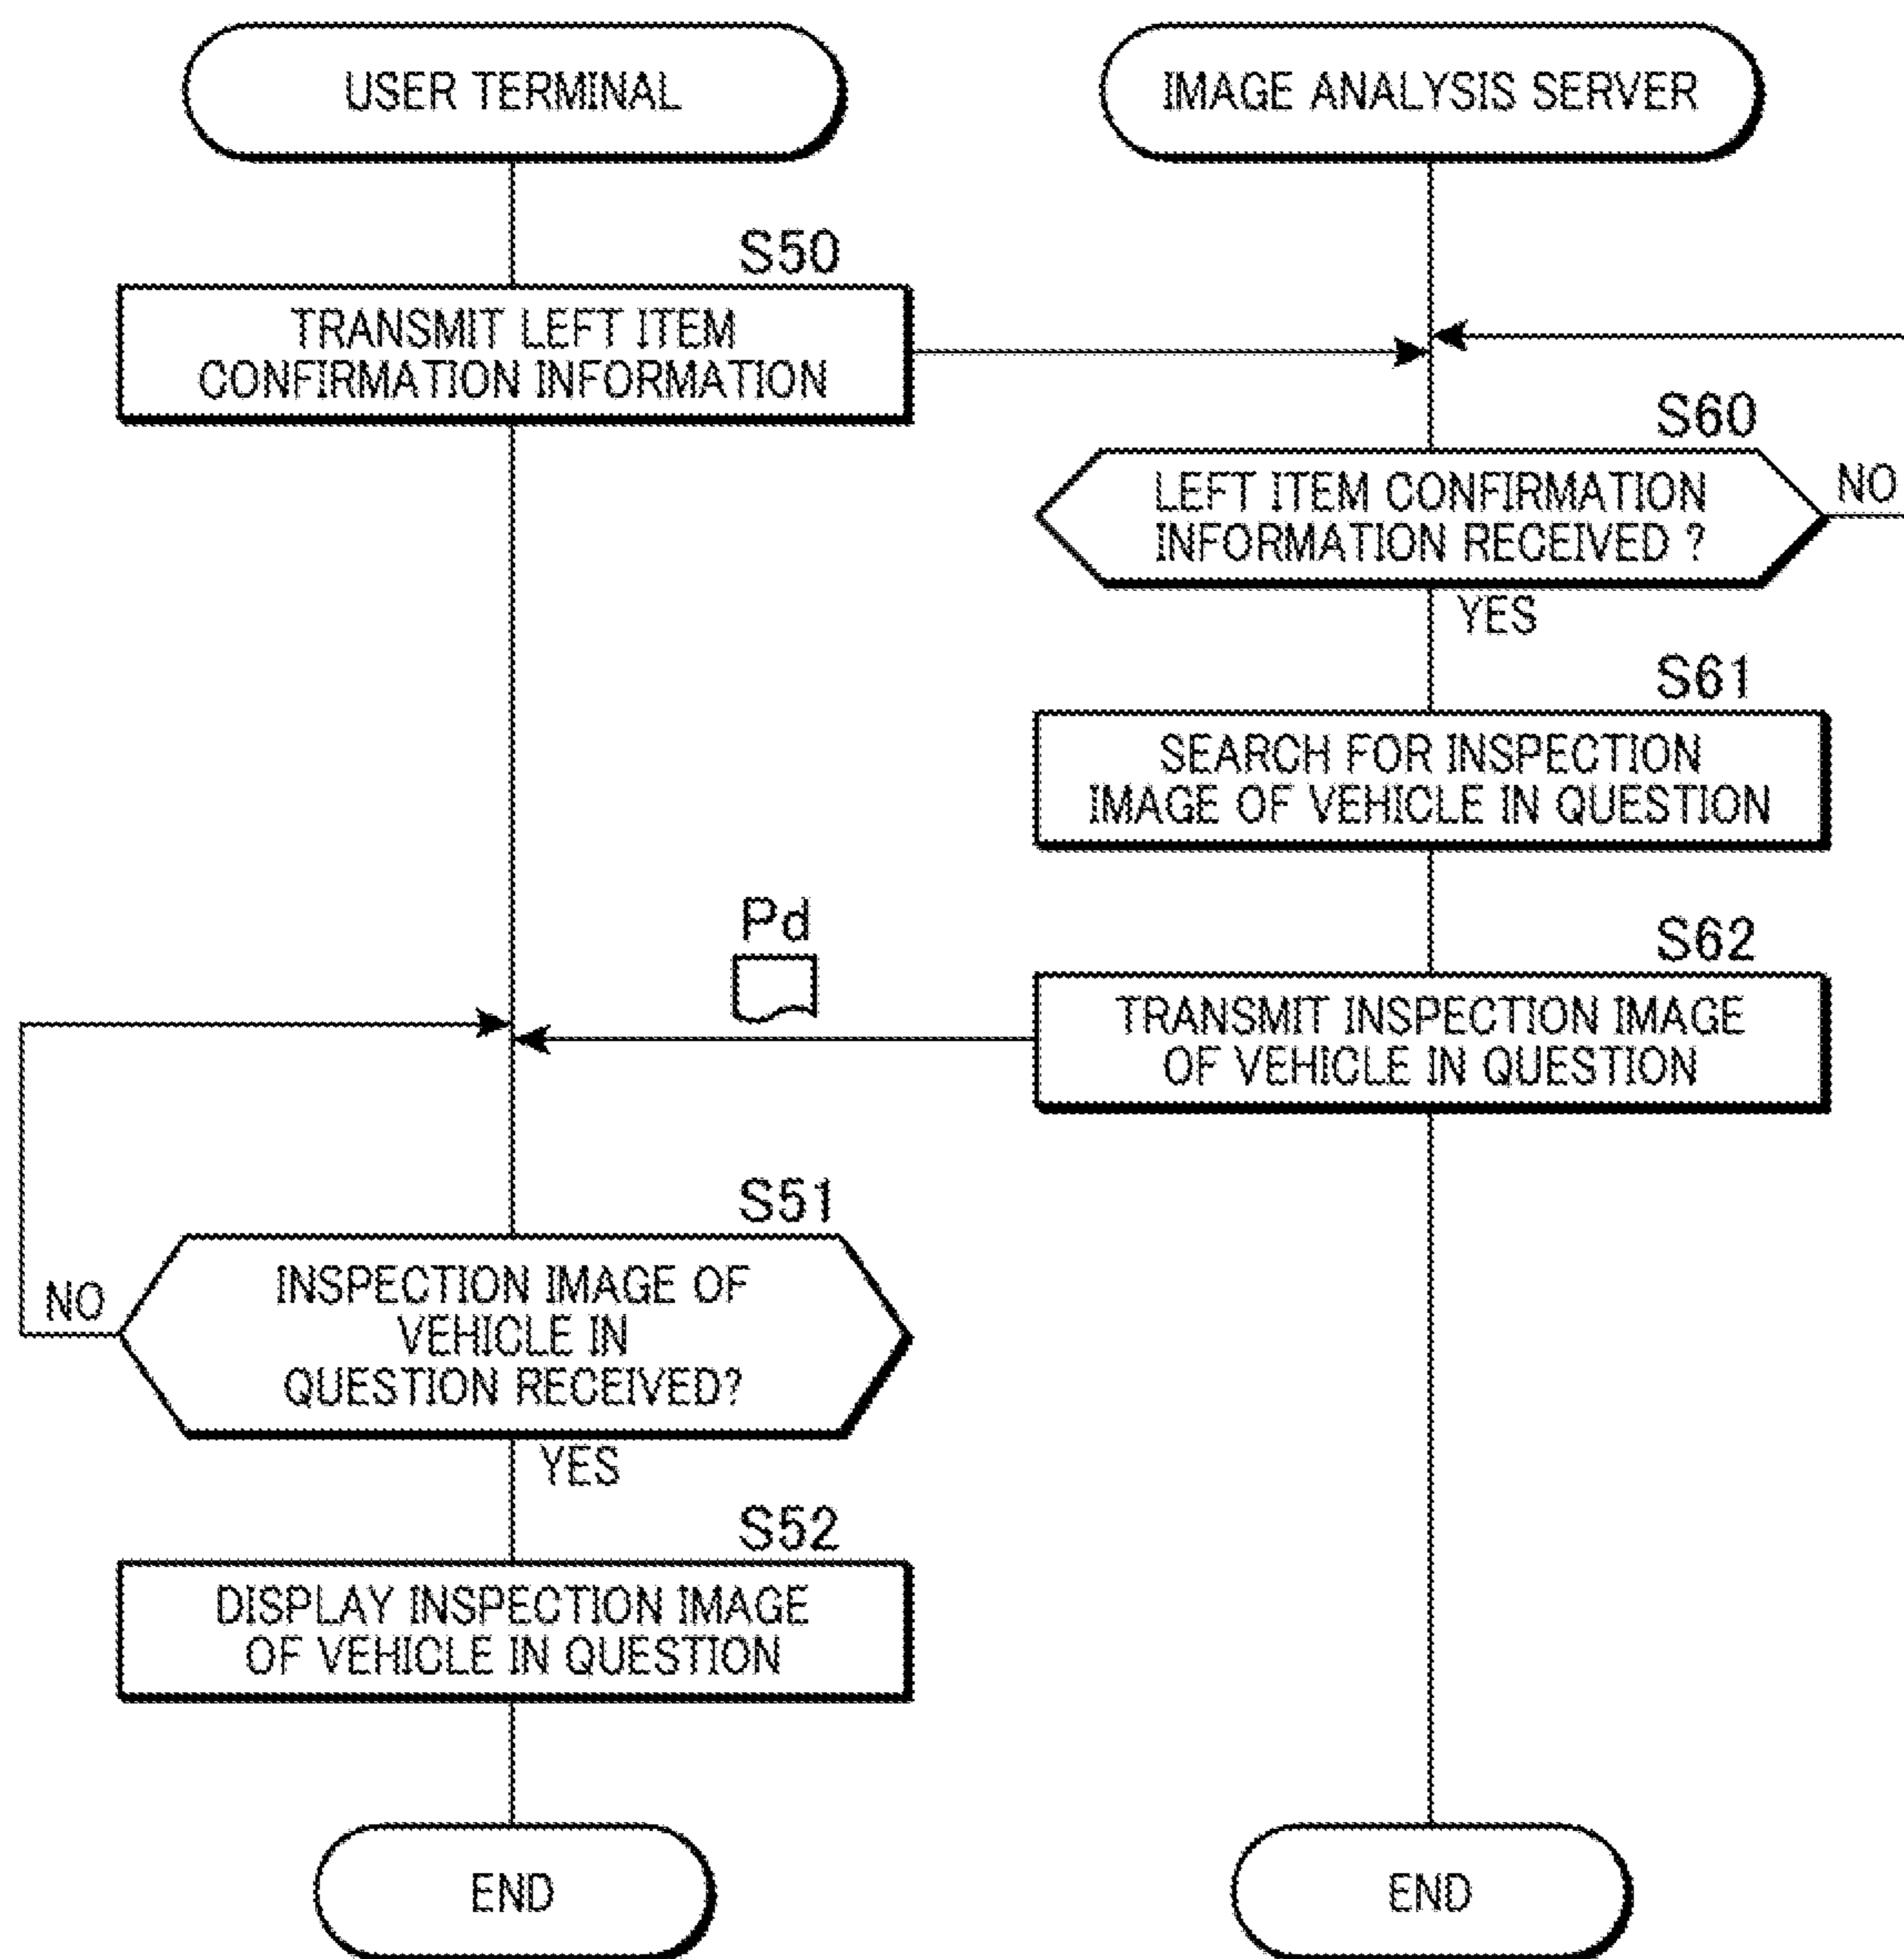 USER TERMINAL
IMAGE ANALYSIS SERVER
S50
TRANSMIT LEFT ITEM
CONFIRMATION INFORMATION
S60
LEFT ITEM CONFIRMATION
INFORMATION RECEIVED ?
NO
YES
S61
SEARCH FOR INSPECTION
IMAGE OF VEHICLE IN QUESTION
Pd
S62
TRANSMIT INSPECTION IMAGE
OF VEHICLE IN QUESTION
S51
INSPECTION IMAGE OF
VEHICLE IN
QUESTION RECEIVED?
NO
YES
S52
DISPLAY INSPECTION IMAGE
OF VEHICLE IN QUESTION
END
END